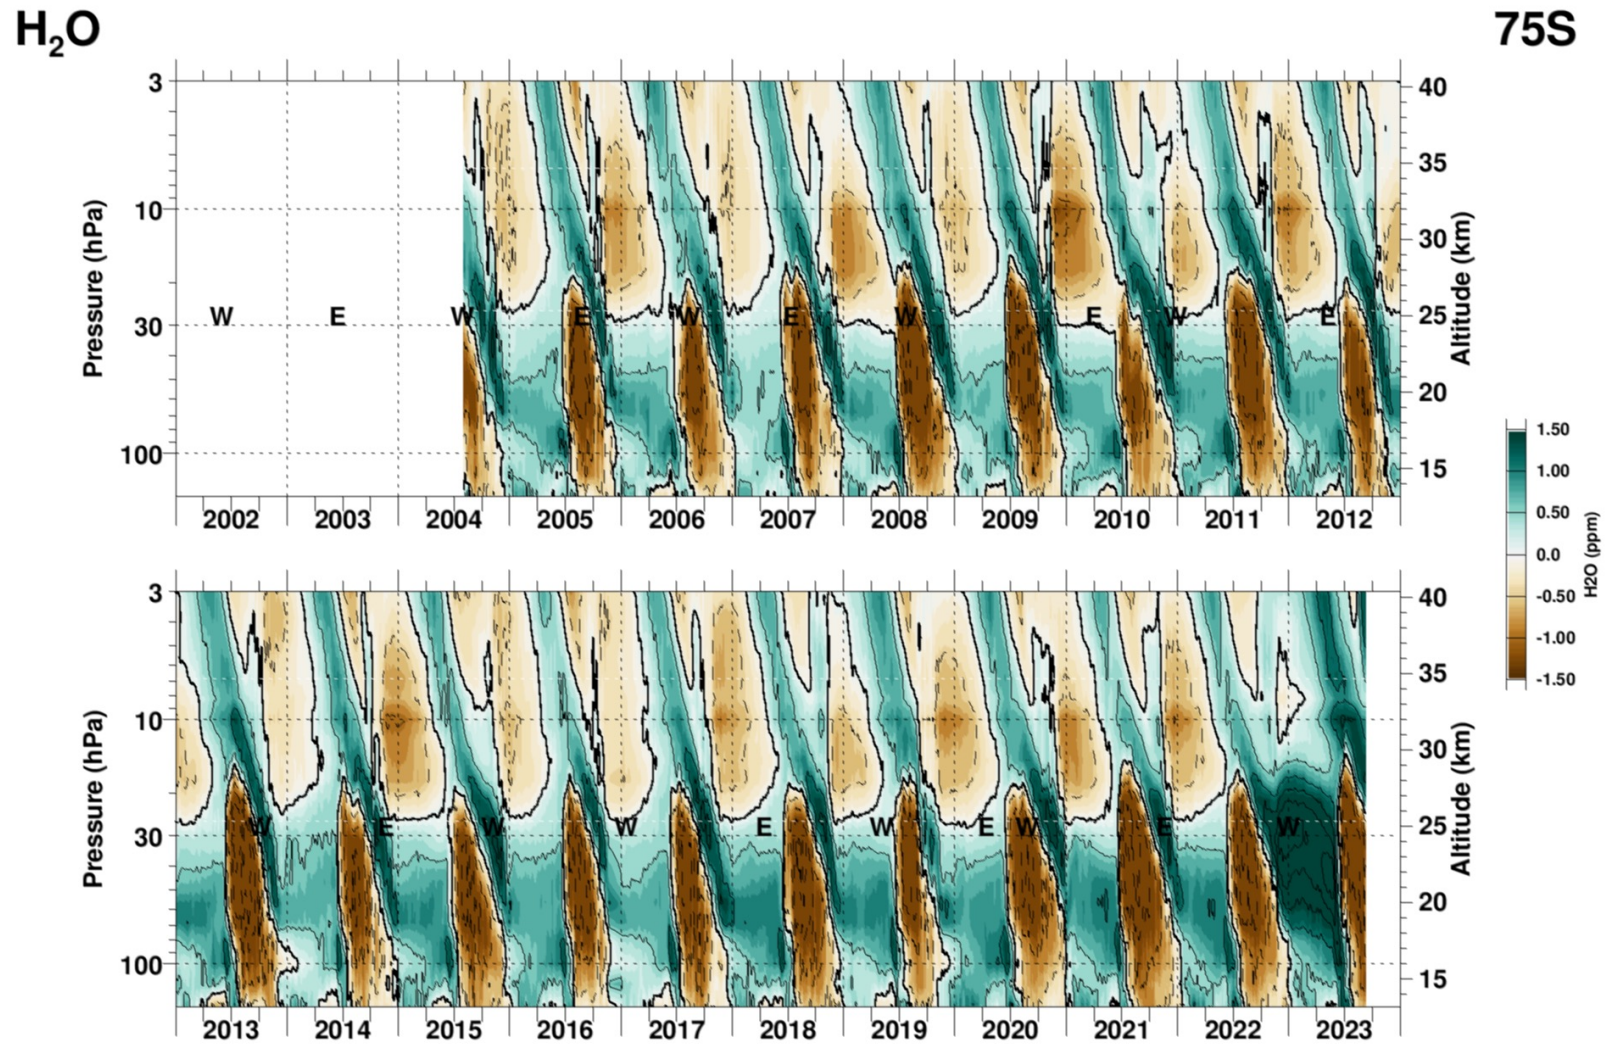 H2O 75S
3 40
35
10
30
W E W E W E W E W E
30 25
20
100
15
Pressure (hPa)
Altitude (km)
2002 2003 2004 2005 2006 2007 2008 2009 2010 2011 2012
1.50
1.00
0.50
0.0
-0.50
-1.00
-1.50
H2O (ppm)
3 40
35
10
30
W E W W E W E W E W
30 25
20
100
15
Pressure (hPa)
Altitude (km)
2013 2014 2015 2016 2017 2018 2019 2020 2021 2022 2023